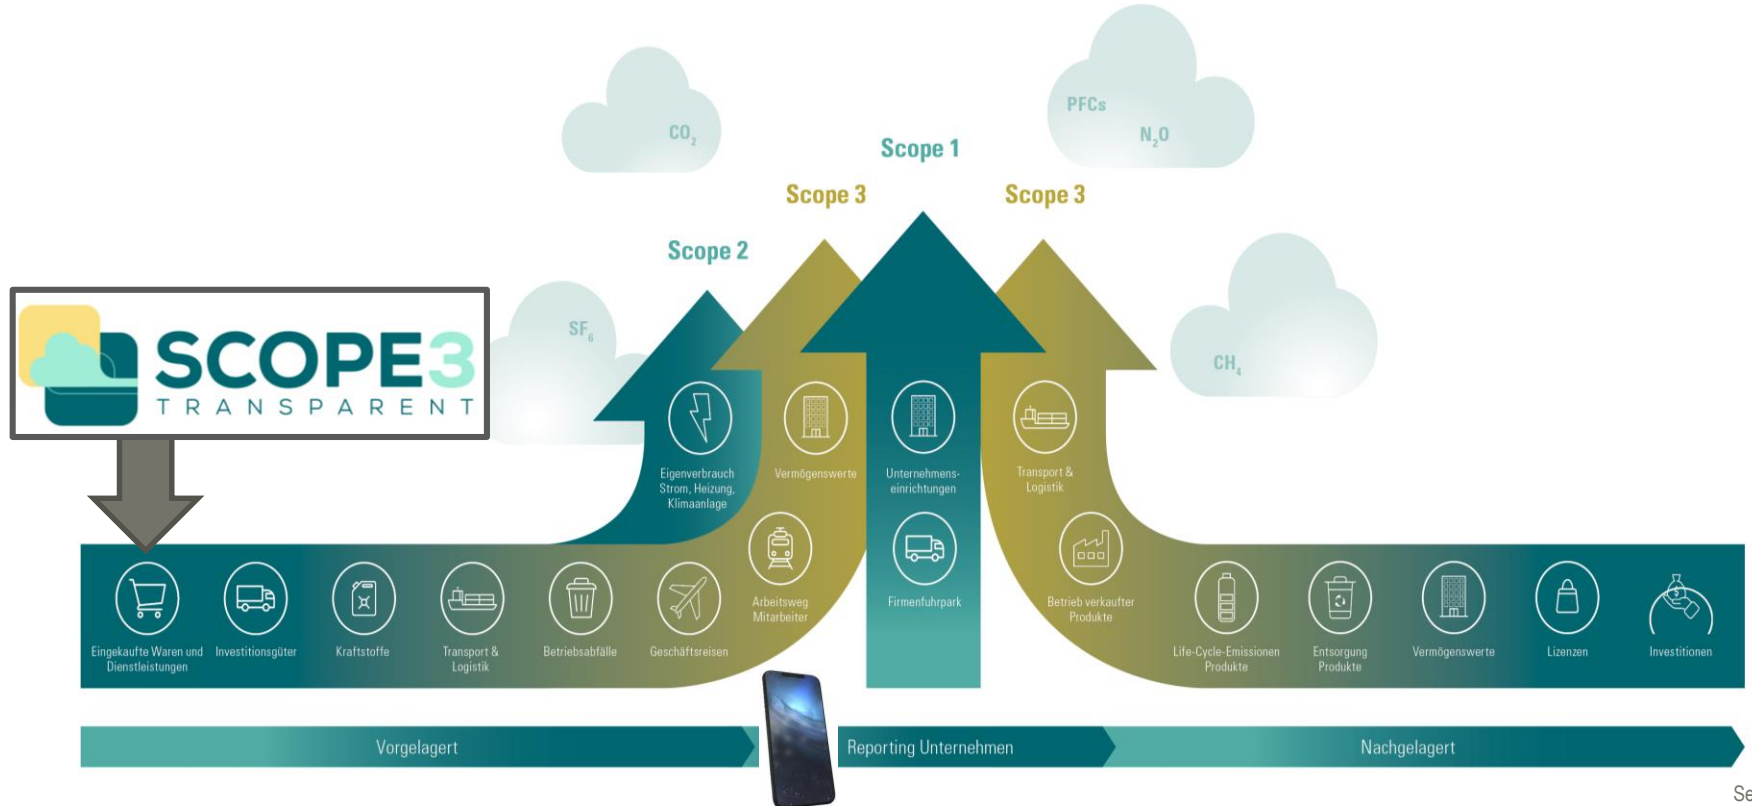 PFCs
CO₂
N₂O
Scope 1
Scope 3
Scope 3
Scope 2
SF₆
CH₄
SCOPE3
TRANSPARENT
Eigenverbrauch
Strom, Heizung,
Klimaanlage
Vermögenswerte
Unternehmens-
einrichtungen
Transport &
Logistik
Arbeitsweg
Mitarbeiter
Firmenfuhrpark
Betrieb verkaufter
Produkte
Eingekaufte Waren und
Dienstleistungen
Investitionsgüter
Kraftstoffe
Transport &
Logistik
Betriebsabfälle
Geschäftsreisen
Life-Cycle-Emissionen
Produkte
Entsorgung
Produkte
Vermögenswerte
Lizenzen
Investitionen
Vorgelagert
Reporting Unternehmen
Nachgelagert
Se